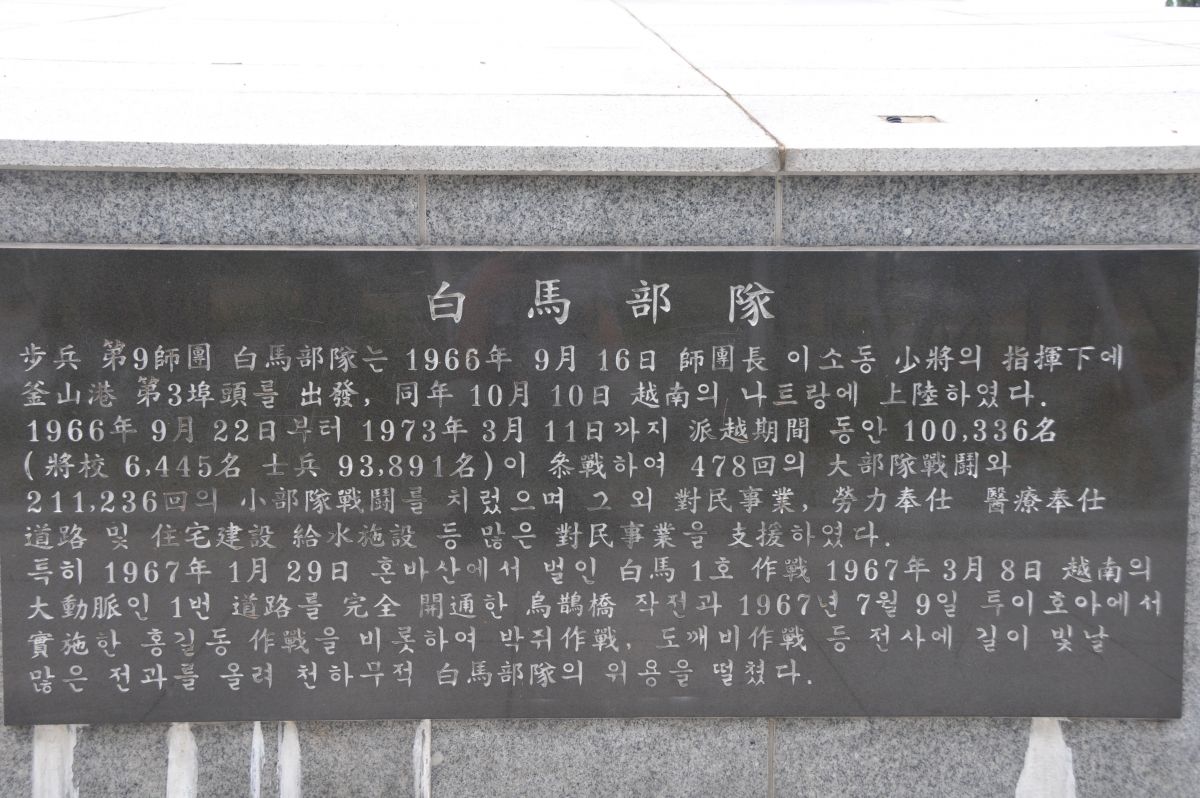 白馬部隊
步兵 第9師團 白馬部隊는 1966年 9月 16日 師團長 이소동 少將의 指揮下에
釜山港 第3埠頭를 出發, 同年 10月 10日 越南의 나트랑에 上陸하였다.
1966年 9月 22日부터 1973年 3月 11日까지 派越期間 동안 100,336名
(將校 6,445名 士兵 93,891名)이 叅戰하여 478回의 大部隊戰鬪와
211,236回의 小部隊戰鬪를 치렀으며 그 외 對民事業, 勞力奉仕 醫療奉仕
道路 및 住宅建設 給水施設 등 많은 對民事業을 支援하였다.
특히 1967年 1月 29日 혼바산에서 벌인 白馬1호 作戰 1967年 3月 8日 越南의
大動脈인 1번 道路를 完全 開通한 烏鵲橋 작전과 1967년 7월 9일 투이호아에서
實施한 홍길동 作戰을 비롯하여 박쥐作戰, 도깨비作戰 등 전사에 길이 빛날
많은 전과를 올려 천하무적 白馬部隊의 위용을 떨쳤다.